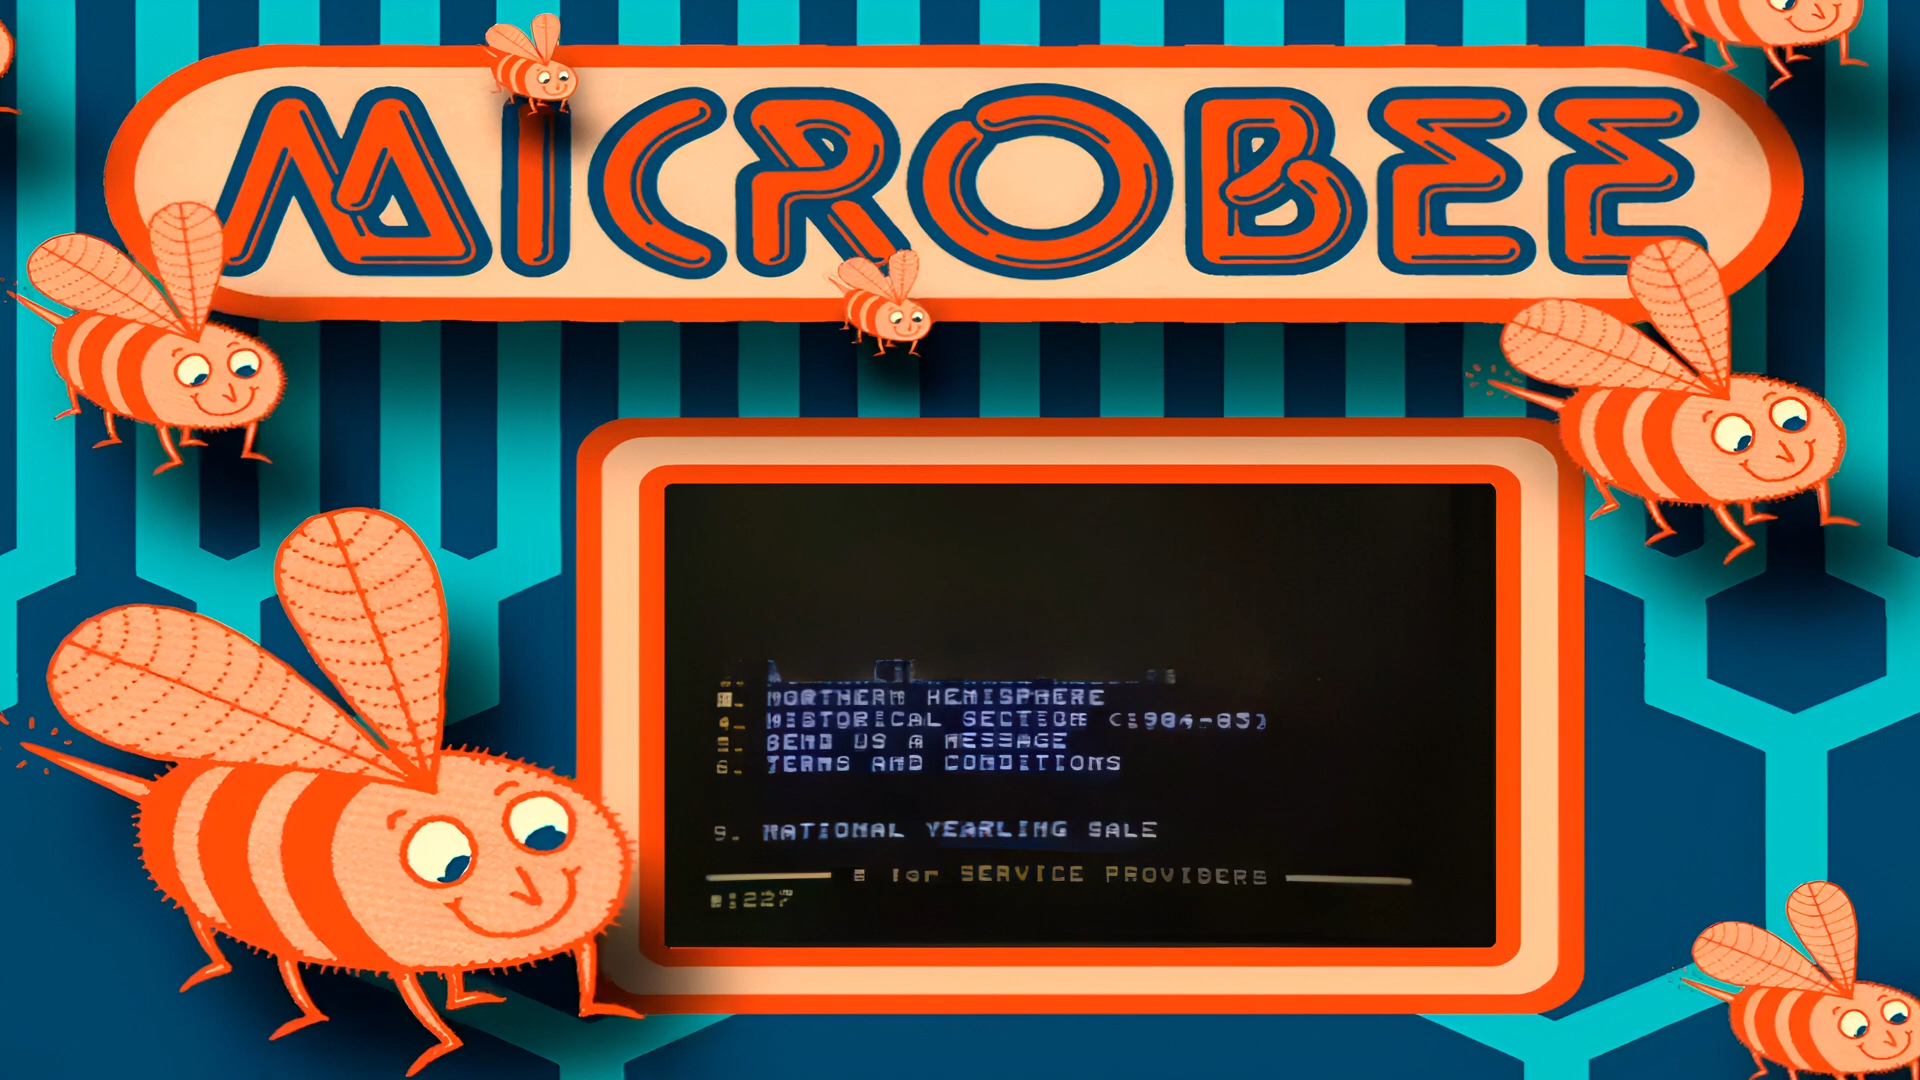 MICROBEE
NORTHERN HEMISPHERE
4. HISTORICAL SECTION (1984-85)
5. SEND US A MESSAGE
6. TERMS AND CONDITIONS
9. NATIONAL YEARLING SALE
for SERVICE PROVIDERS